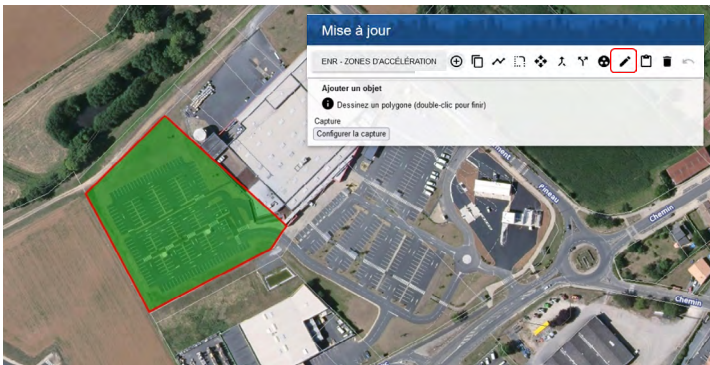 Mise à jour
ENR - ZONES D'ACCÉLÉRATION
Ajouter un objet
Dessinez un polygone (double-clic pour finir)
Capture
Configurer la capture
Pineau
Chemin
Chemin